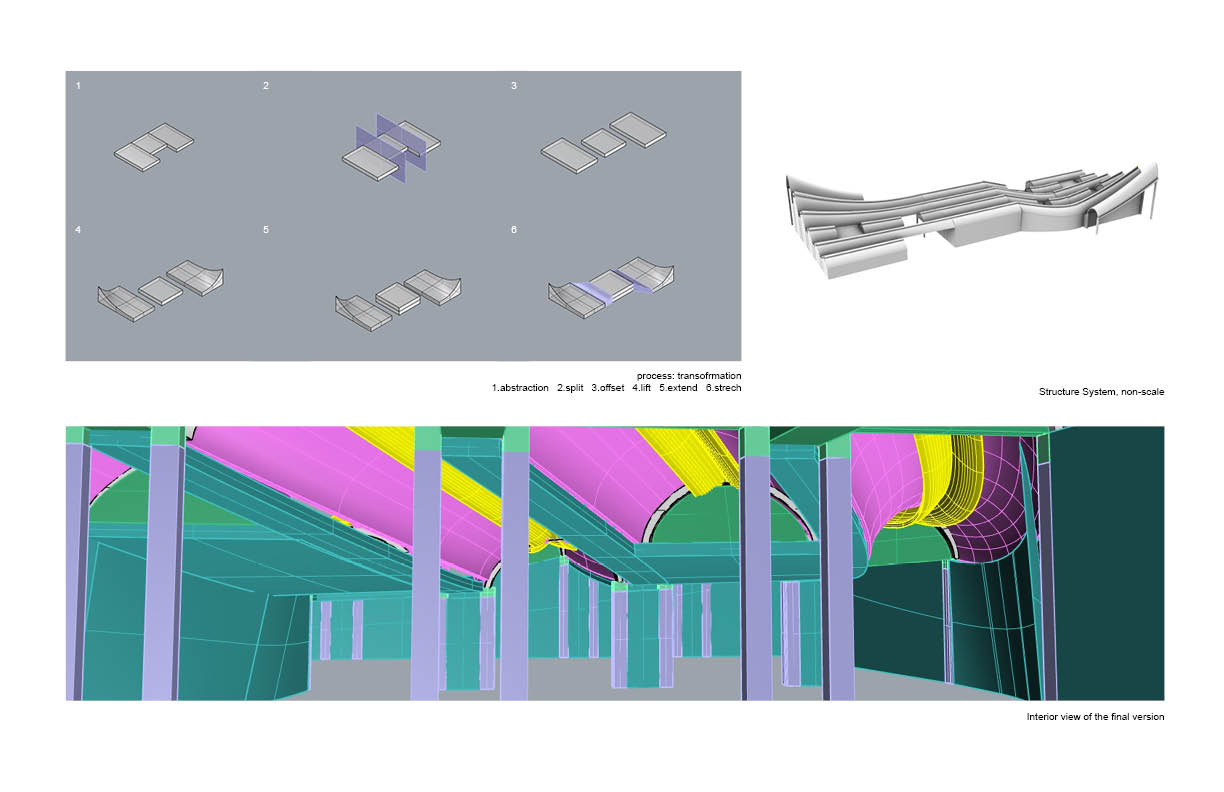 1
2
3
4
5
6
process: transofrmation
1.abstraction 2.split 3.offset 4.lift 5.extend 6.strech
Structure System, non-scale
Interior view of the final version